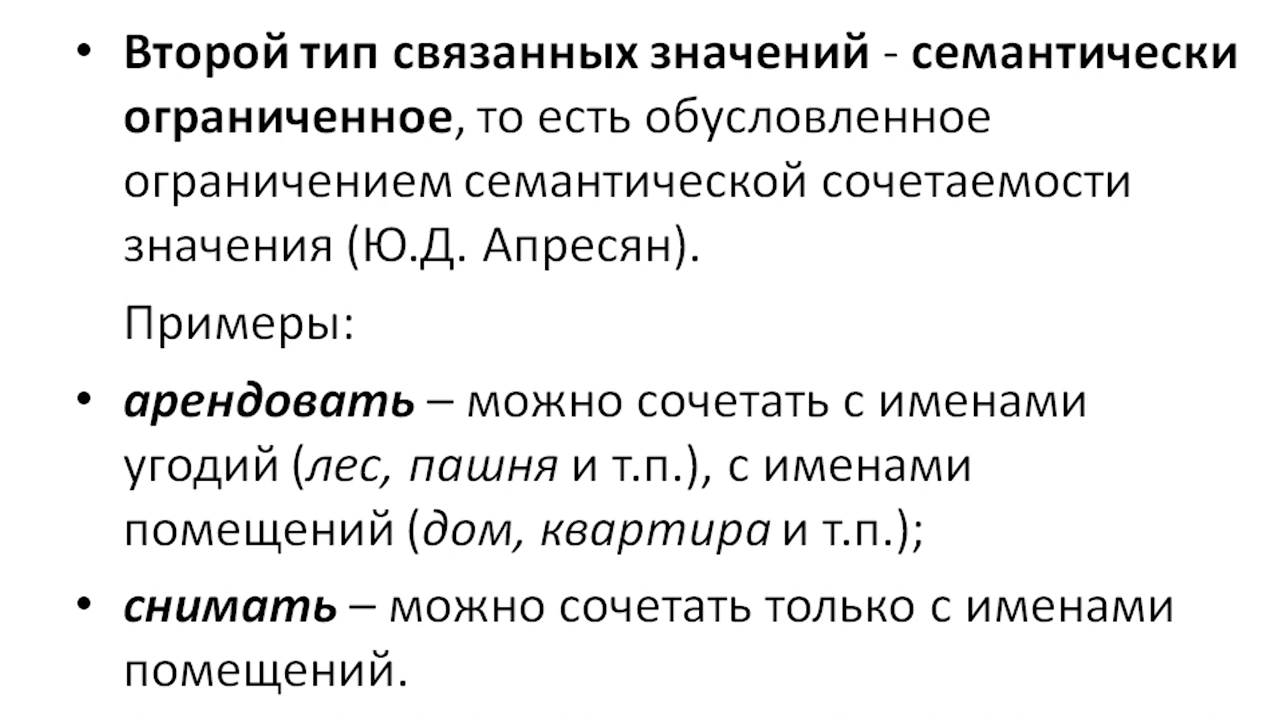 • Второй тип связанных значений - семантически
ограниченное, то есть обусловленное
ограничением семантической сочетаемости
значения (Ю.Д. Апресян).
Примеры:
• арендовать – можно сочетать с именами
угодий (лес, пашня и т.п.), с именами
помещений (дом, квартира и т.п.);
• снимать – можно сочетать только с именами
помещений.